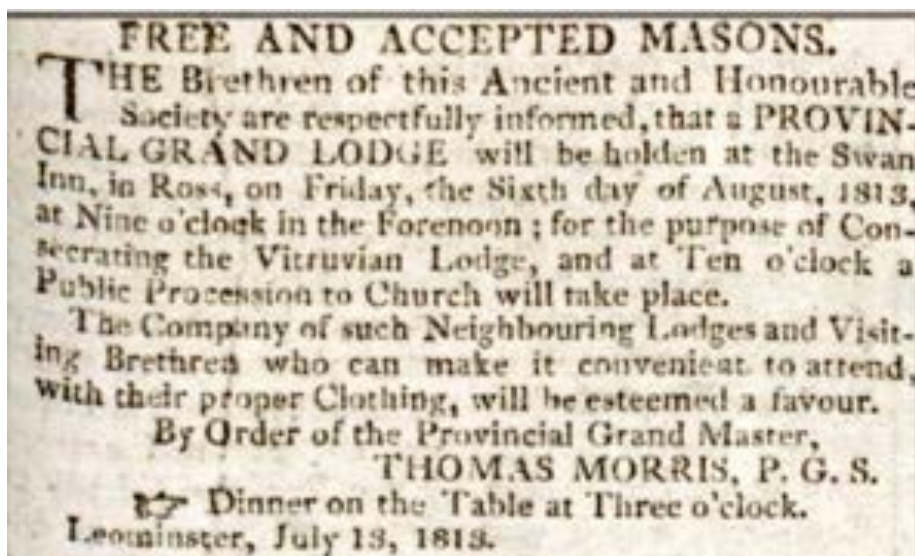 FREE AND ACCEPTED MASONS.
THE Brethren of this Ancient and Honourable
Society are respectfully informed, that a PROVIN-
CIAL GRAND LODGE will be holden at the Swan
Inn, in Ross, on Friday, the Sixth day of August, 1813,
at Nine o'clock in the Forenoon; for the purpose of Con-
secrating the Vitruvian Lodge, and at Ten o'clock a
Public Procession to Church will take place.
The Company of such Neighbouring Lodges and Visit-
ing Brethren who can make it convenient to attend,
with their proper Clothing, will be esteemed a favour.
By Order of the Provincial Grand Master,
THOMAS MORRIS, P. G. S.
☞ Dinner on the Table at Three o'clock.
Leominster, July 13, 1813.